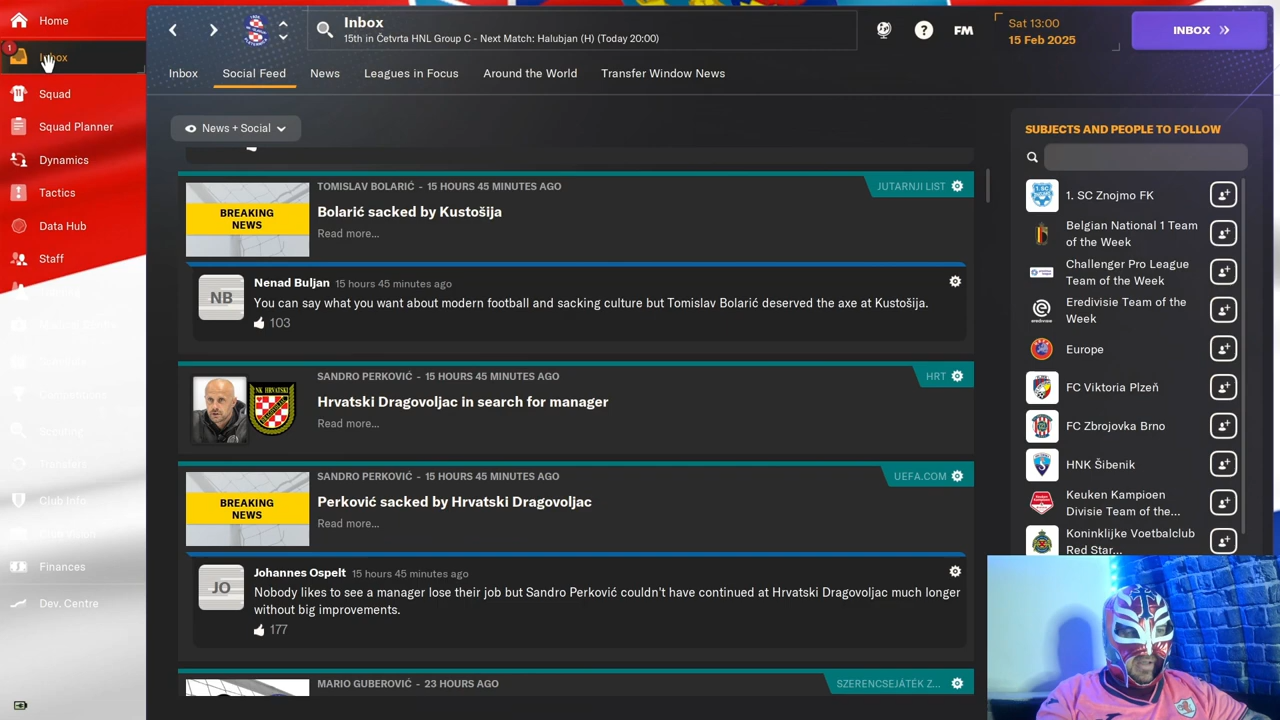 Home
1
Inbox
Squad
Squad Planner
Dynamics
Tactics
Data Hub
Staff
Club Info
Finances
Dev. Centre
Inbox
15th in Četvrta HNL Group C - Next Match: Halubjan (H) (Today 20:00)
FM
Sat 13:00
15 Feb 2025
INBOX
Inbox
Social Feed
News
Leagues in Focus
Around the World
Transfer Window News
News + Social
TOMISLAV BOLARIĆ - 15 HOURS 45 MINUTES AGO
JUTARNJI LIST
BREAKING
NEWS
Bolarić sacked by Kustošija
Read more...
NB
Nenad Buljan 15 hours 45 minutes ago
You can say what you want about modern football and sacking culture but Tomislav Bolarić deserved the axe at Kustošija.
103
SANDRO PERKOVIĆ - 15 HOURS 45 MINUTES AGO
HRT
Hrvatski Dragovoljac in search for manager
Read more...
SANDRO PERKOVIĆ - 15 HOURS 45 MINUTES AGO
UEFA.COM
BREAKING
NEWS
Perković sacked by Hrvatski Dragovoljac
Read more...
JO
Johannes Ospelt 15 hours 45 minutes ago
Nobody likes to see a manager lose their job but Sandro Perković couldn't have continued at Hrvatski Dragovoljac much longer
without big improvements.
177
MARIO GUBEROVIĆ - 23 HOURS AGO
SZERENCSEJÁTÉK Z...
SUBJECTS AND PEOPLE TO FOLLOW
1. SC Znojmo FK
Belgian National 1 Team
of the Week
Challenger Pro League
Team of the Week
Eredivisie Team of the
Week
Europe
FC Viktoria Plzeň
FC Zbrojovka Brno
HNK Šibenik
Keuken Kampioen
Divisie Team of the...
Koninklijke Voetbalclub
Red Star...